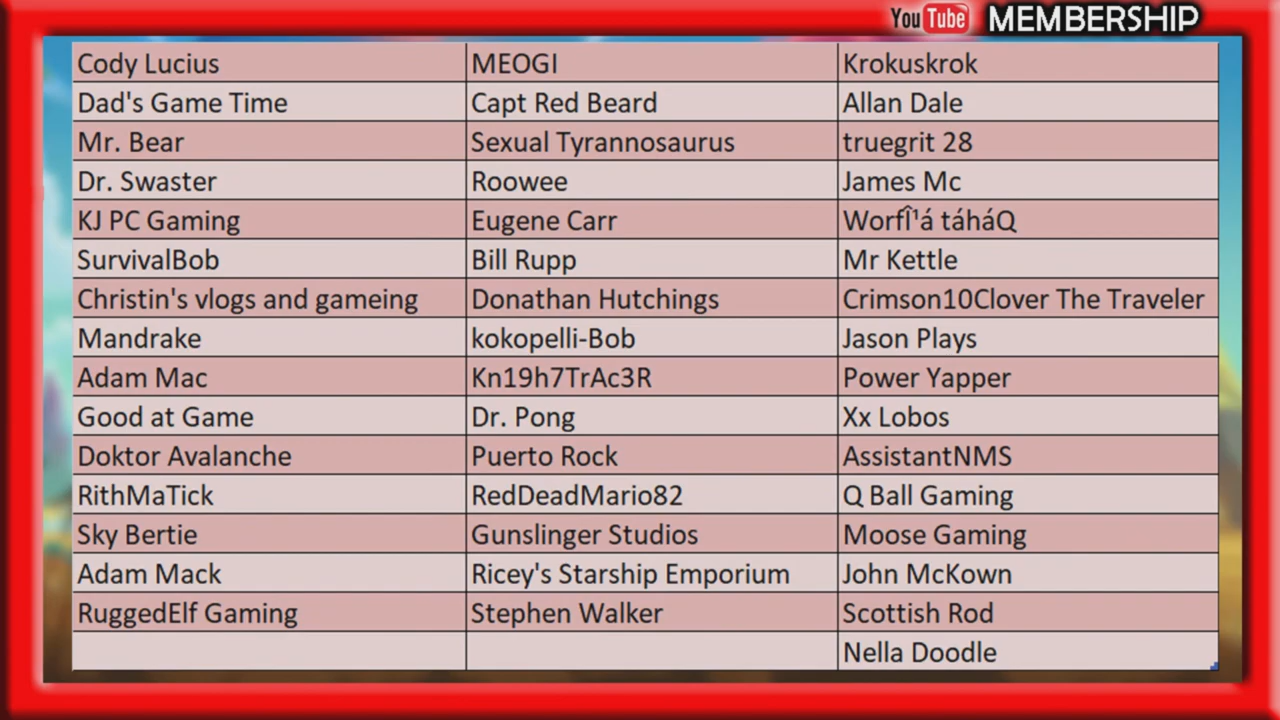 YouTube MEMBERSHIP
Cody Lucius MEOGI Krokuskrok
Dad's Game Time Capt Red Beard Allan Dale
Mr. Bear Sexual Tyrannosaurus truegrit 28
Dr. Swaster Roowee James Mc
KJ PC Gaming Eugene Carr WorfÎ¹á táháQ
SurvivalBob Bill Rupp Mr Kettle
Christin's vlogs and gameing Donathan Hutchings Crimson10Clover The Traveler
Mandrake kokopelli-Bob Jason Plays
Adam Mac Kn19h7TrAc3R Power Yapper
Good at Game Dr. Pong Xx Lobos
Doktor Avalanche Puerto Rock AssistantNMS
RithMaTick RedDeadMario82 Q Ball Gaming
Sky Bertie Gunslinger Studios Moose Gaming
Adam Mack Ricey's Starship Emporium John McKown
RuggedElf Gaming Stephen Walker Scottish Rod
Nella Doodle